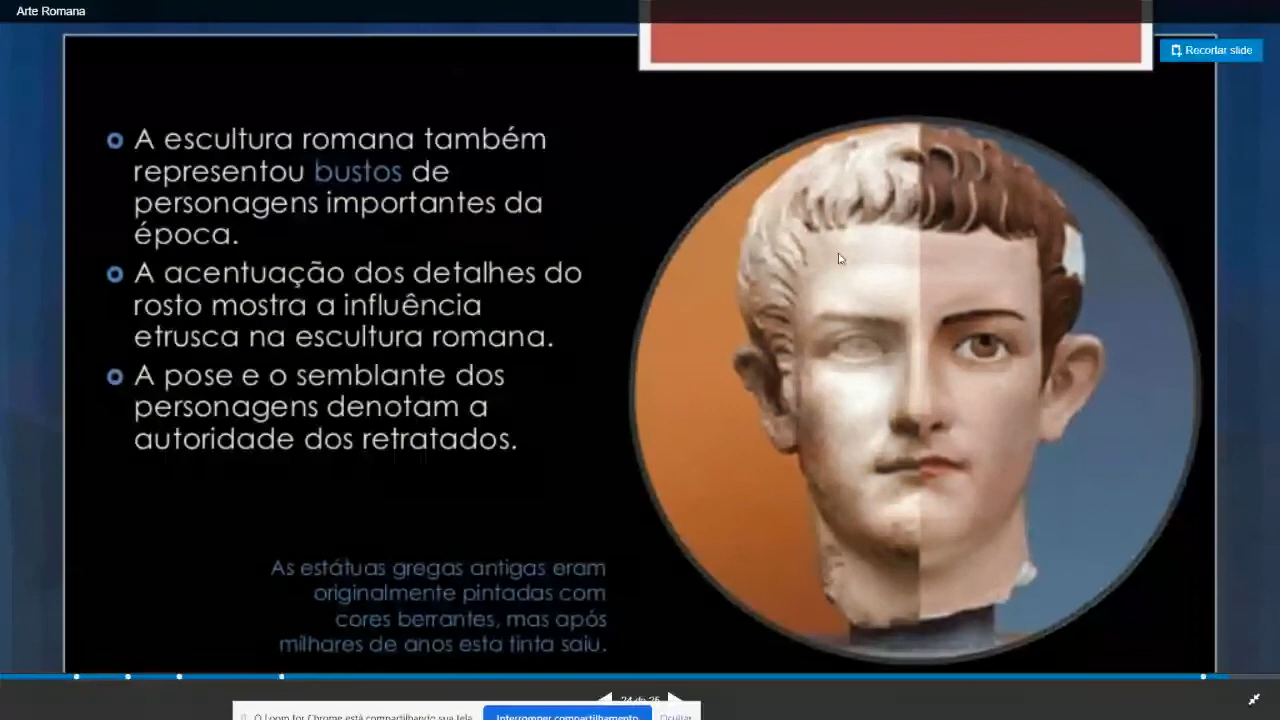 Arte Romana
Recortar slide
A escultura romana também
representou bustos de
personagens importantes da
época.
A acentuação dos detalhes do
rosto mostra a influência
etrusca na escultura romana.
A pose e o semblante dos
personagens denotam a
autoridade dos retratados.
As estátuas gregas antigas eram
originalmente pintadas com
cores berrantes, mas após
milhares de anos esta tinta saiu.
24 de 25
O Loom for Chrome está compartilhando sua tela.
Interromper compartilhamento
Ocultar